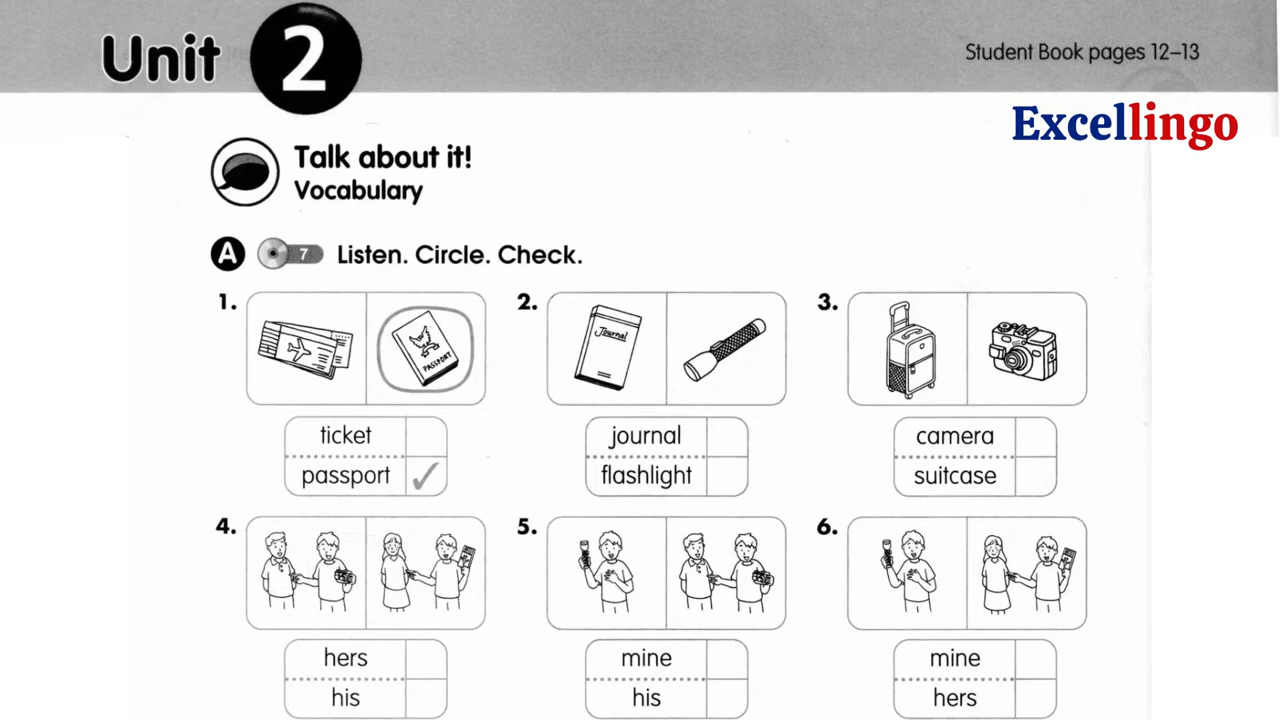 Unit 2
Student Book pages 12–13
Excellingo
Talk about it!
Vocabulary
A 7 Listen. Circle. Check.
1. 2. 3.
PASSPORT
Journal
ticket
passport ✓
journal
flashlight
camera
suitcase
4. 5. 6.
hers
his
mine
his
mine
hers